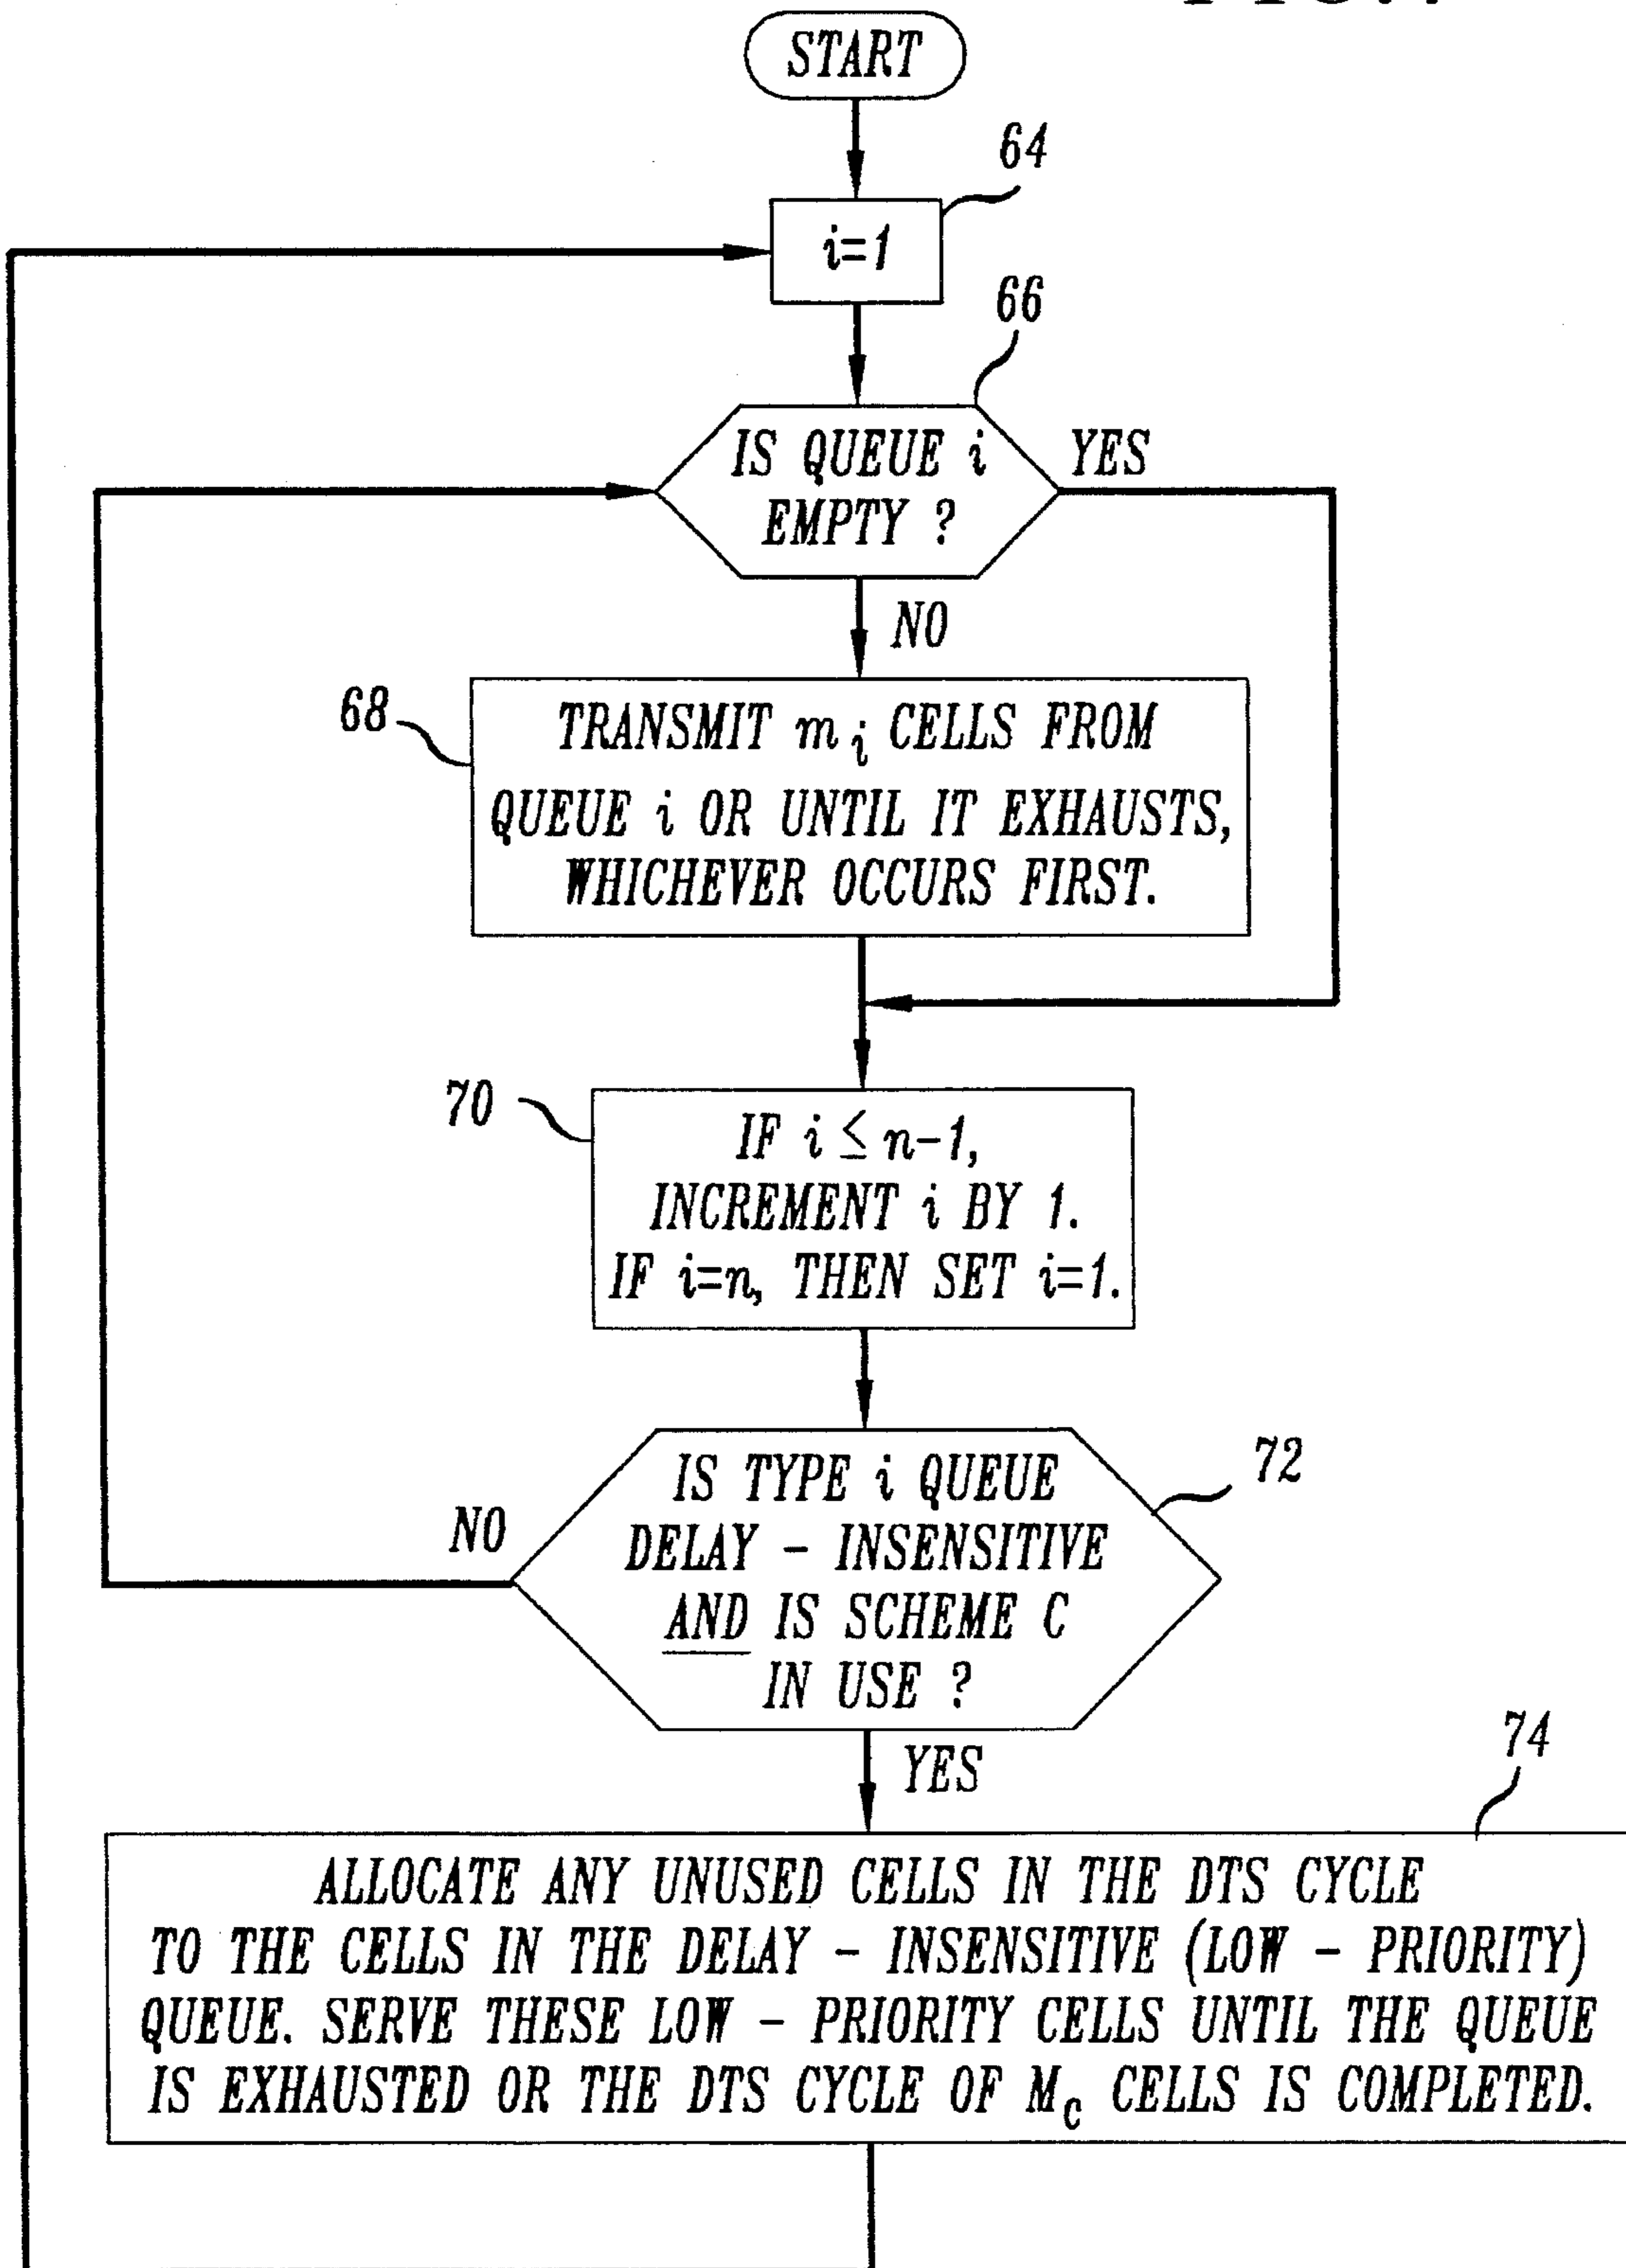 START
64
i=1
66
IS QUEUE i
EMPTY ?
YES
NO
68
TRANSMIT mi CELLS FROM
QUEUE i OR UNTIL IT EXHAUSTS,
WHICHEVER OCCURS FIRST.
70
IF i ≤ n-1,
INCREMENT i BY 1.
IF i=n, THEN SET i=1.
72
IS TYPE i QUEUE
DELAY - INSENSITIVE
AND IS SCHEME C
IN USE ?
NO
YES
74
ALLOCATE ANY UNUSED CELLS IN THE DTS CYCLE
TO THE CELLS IN THE DELAY - INSENSITIVE (LOW - PRIORITY)
QUEUE. SERVE THESE LOW - PRIORITY CELLS UNTIL THE QUEUE
IS EXHAUSTED OR THE DTS CYCLE OF Mc CELLS IS COMPLETED.